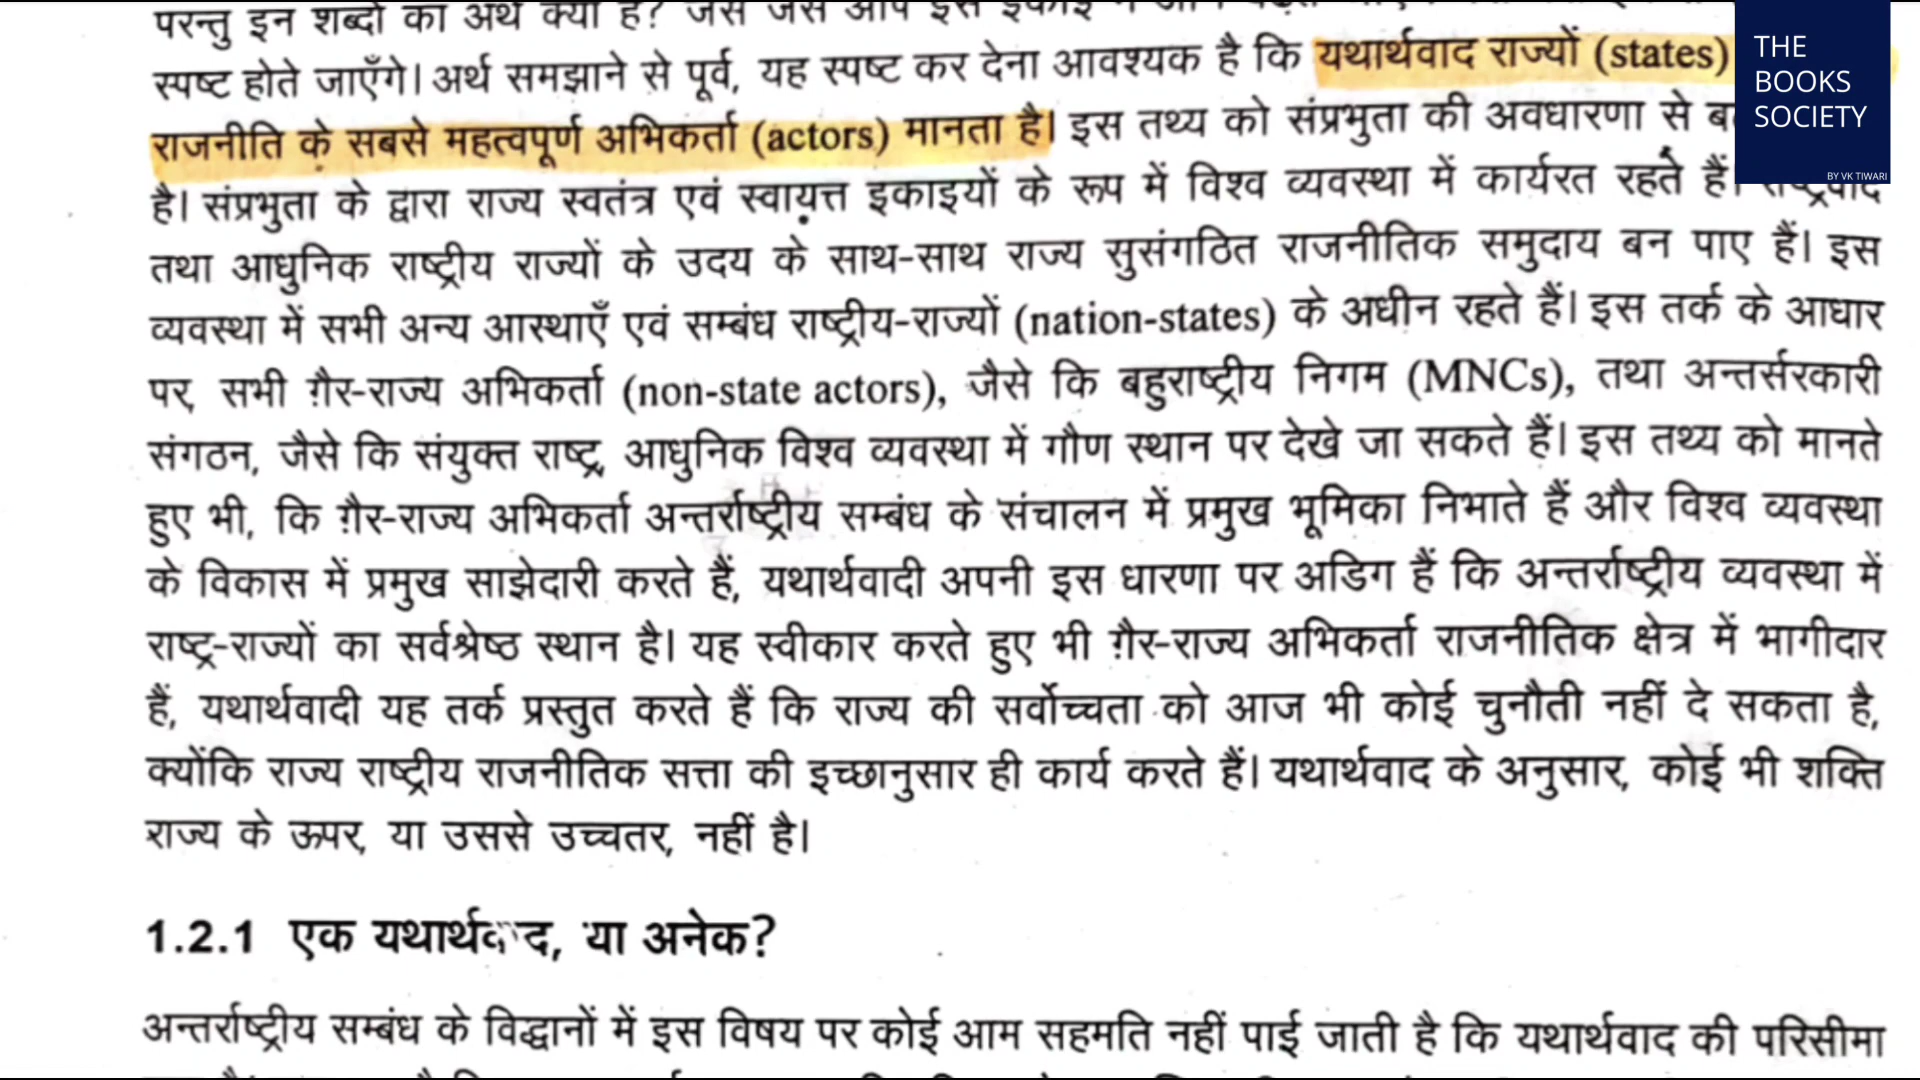 परन्तु इन शब्दों का अर्थ क्या है? जैसे जैसे आप इस इकाई में
स्पष्ट होते जाएँगे। अर्थ समझाने से पूर्व, यह स्पष्ट कर देना आवश्यक है कि यथार्थवाद राज्यों (states)
राजनीति के सबसे महत्वपूर्ण अभिकर्ता (actors) मानता है। इस तथ्य को संप्रभुता की अवधारणा से
है। संप्रभुता के द्वारा राज्य स्वतंत्र एवं स्वायत्त इकाइयों के रूप में विश्व व्यवस्था में कार्यरत रहते हैं। राष्ट्रवाद
तथा आधुनिक राष्ट्रीय राज्यों के उदय के साथ-साथ राज्य सुसंगठित राजनीतिक समुदाय बन पाए हैं। इस
व्यवस्था में सभी अन्य आस्थाएँ एवं सम्बंध राष्ट्रीय-राज्यों (nation-states) के अधीन रहते हैं। इस तर्क के आधार
पर, सभी ग़ैर-राज्य अभिकर्ता (non-state actors), जैसे कि बहुराष्ट्रीय निगम (MNCs), तथा अन्तर्सरकारी
संगठन, जैसे कि संयुक्त राष्ट्र, आधुनिक विश्व व्यवस्था में गौण स्थान पर देखे जा सकते हैं। इस तथ्य को मानते
हुए भी, कि ग़ैर-राज्य अभिकर्ता अन्तर्राष्ट्रीय सम्बंध के संचालन में प्रमुख भूमिका निभाते हैं और विश्व व्यवस्था
के विकास में प्रमुख साझेदारी करते हैं, यथार्थवादी अपनी इस धारणा पर अडिग हैं कि अन्तर्राष्ट्रीय व्यवस्था में
राष्ट्र-राज्यों का सर्वश्रेष्ठ स्थान है। यह स्वीकार करते हुए भी ग़ैर-राज्य अभिकर्ता राजनीतिक क्षेत्र में भागीदार
हैं, यथार्थवादी यह तर्क प्रस्तुत करते हैं कि राज्य की सर्वोच्चता को आज भी कोई चुनौती नहीं दे सकता है,
क्योंकि राज्य राष्ट्रीय राजनीतिक सत्ता की इच्छानुसार ही कार्य करते हैं। यथार्थवाद के अनुसार, कोई भी शक्ति
राज्य के ऊपर, या उससे उच्चतर, नहीं है।
1.2.1 एक यथार्थवाद, या अनेक?
अन्तर्राष्ट्रीय सम्बंध के विद्वानों में इस विषय पर कोई आम सहमति नहीं पाई जाती है कि यथार्थवाद की परिसीमा
THE
BOOKS
SOCIETY
BY VK TIWARI